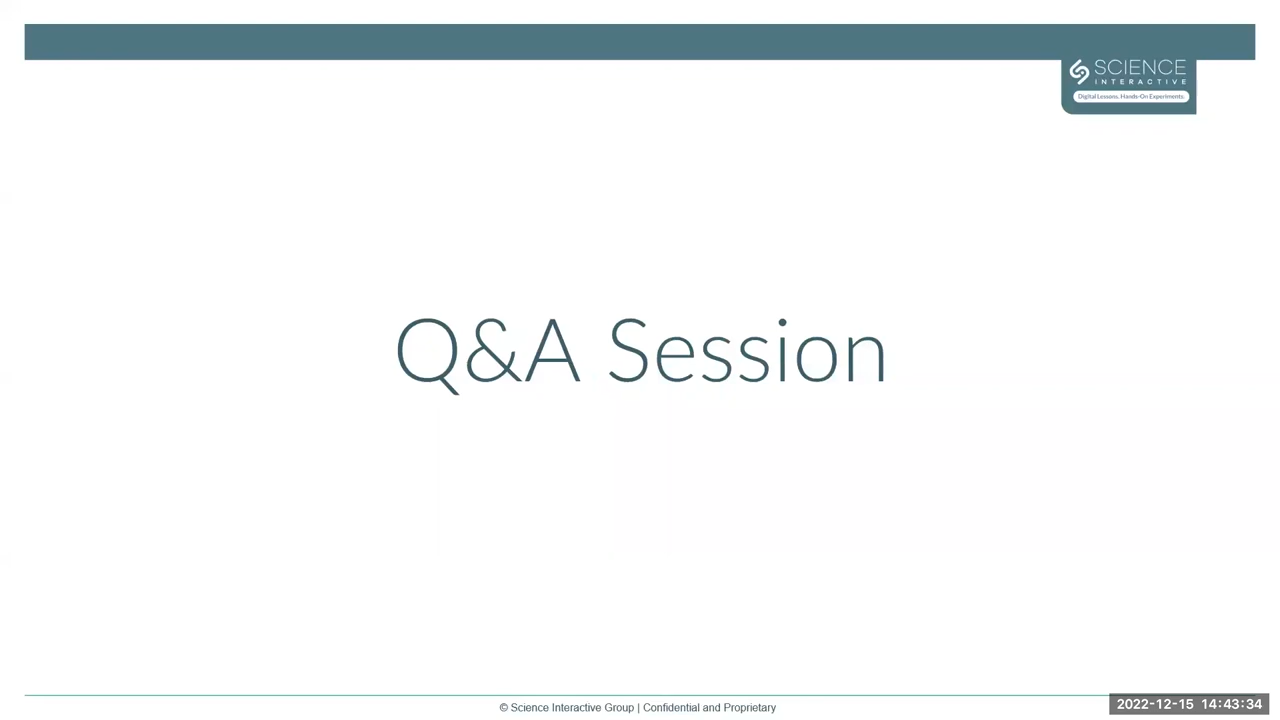 SCIENCE
INTERACTIVE
Digital Lessons, Hands-On Experiments.
Q&A Session
© Science Interactive Group | Confidential and Proprietary
2022-12-15 14:43:34